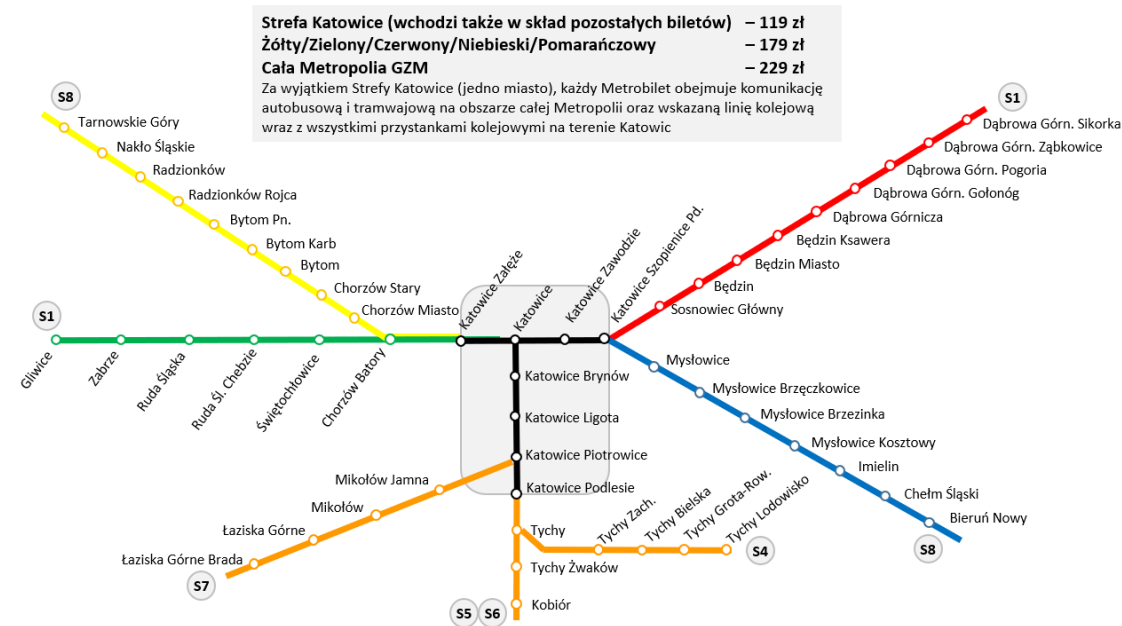 Strefa Katowice (wchodzi także w skład pozostałych biletów) – 119 zł
Żółty/Zielony/Czerwony/Niebieski/Pomarańczowy – 179 zł
Cała Metropolia GZM – 229 zł
Za wyjątkiem Strefy Katowice (jedno miasto), każdy Metrobilet obejmuje komunikację
autobusową i tramwajową na obszarze całej Metropolii oraz wskazaną linię kolejową
wraz z wszystkimi przystankami kolejowymi na terenie Katowic
S8
Tarnowskie Góry
Nakło Śląskie
Radzionków
Radzionków Rojca
Bytom Pn.
Bytom Karb
Bytom
Chorzów Stary
Chorzów Miasto
S1
Gliwice
Zabrze
Ruda Śląska
Ruda Śl. Chebzie
Świętochłowice
Chorzów Batory
Katowice Załęże
Katowice
Katowice Zawodzie
Katowice Szopienice Pd.
S1
Dąbrowa Górn. Sikorka
Dąbrowa Górn. Ząbkowice
Dąbrowa Górn. Pogoria
Dąbrowa Górn. Gołonóg
Dąbrowa Górnicza
Będzin Ksawera
Będzin Miasto
Będzin
Sosnowiec Główny
Mysłowice
Mysłowice Brzęczkowice
Mysłowice Brzezinka
Mysłowice Kosztowy
Imielin
Chełm Śląski
Bieruń Nowy
S8
Katowice Brynów
Katowice Ligota
Katowice Piotrowice
Katowice Podlesie
Mikołów Jamna
Mikołów
Łaziska Górne
Łaziska Górne Brada
S7
Tychy
Tychy Zach.
Tychy Bielska
Tychy Grota-Row.
Tychy Lodowisko
S4
Tychy Żwaków
Kobiór
S5 S6